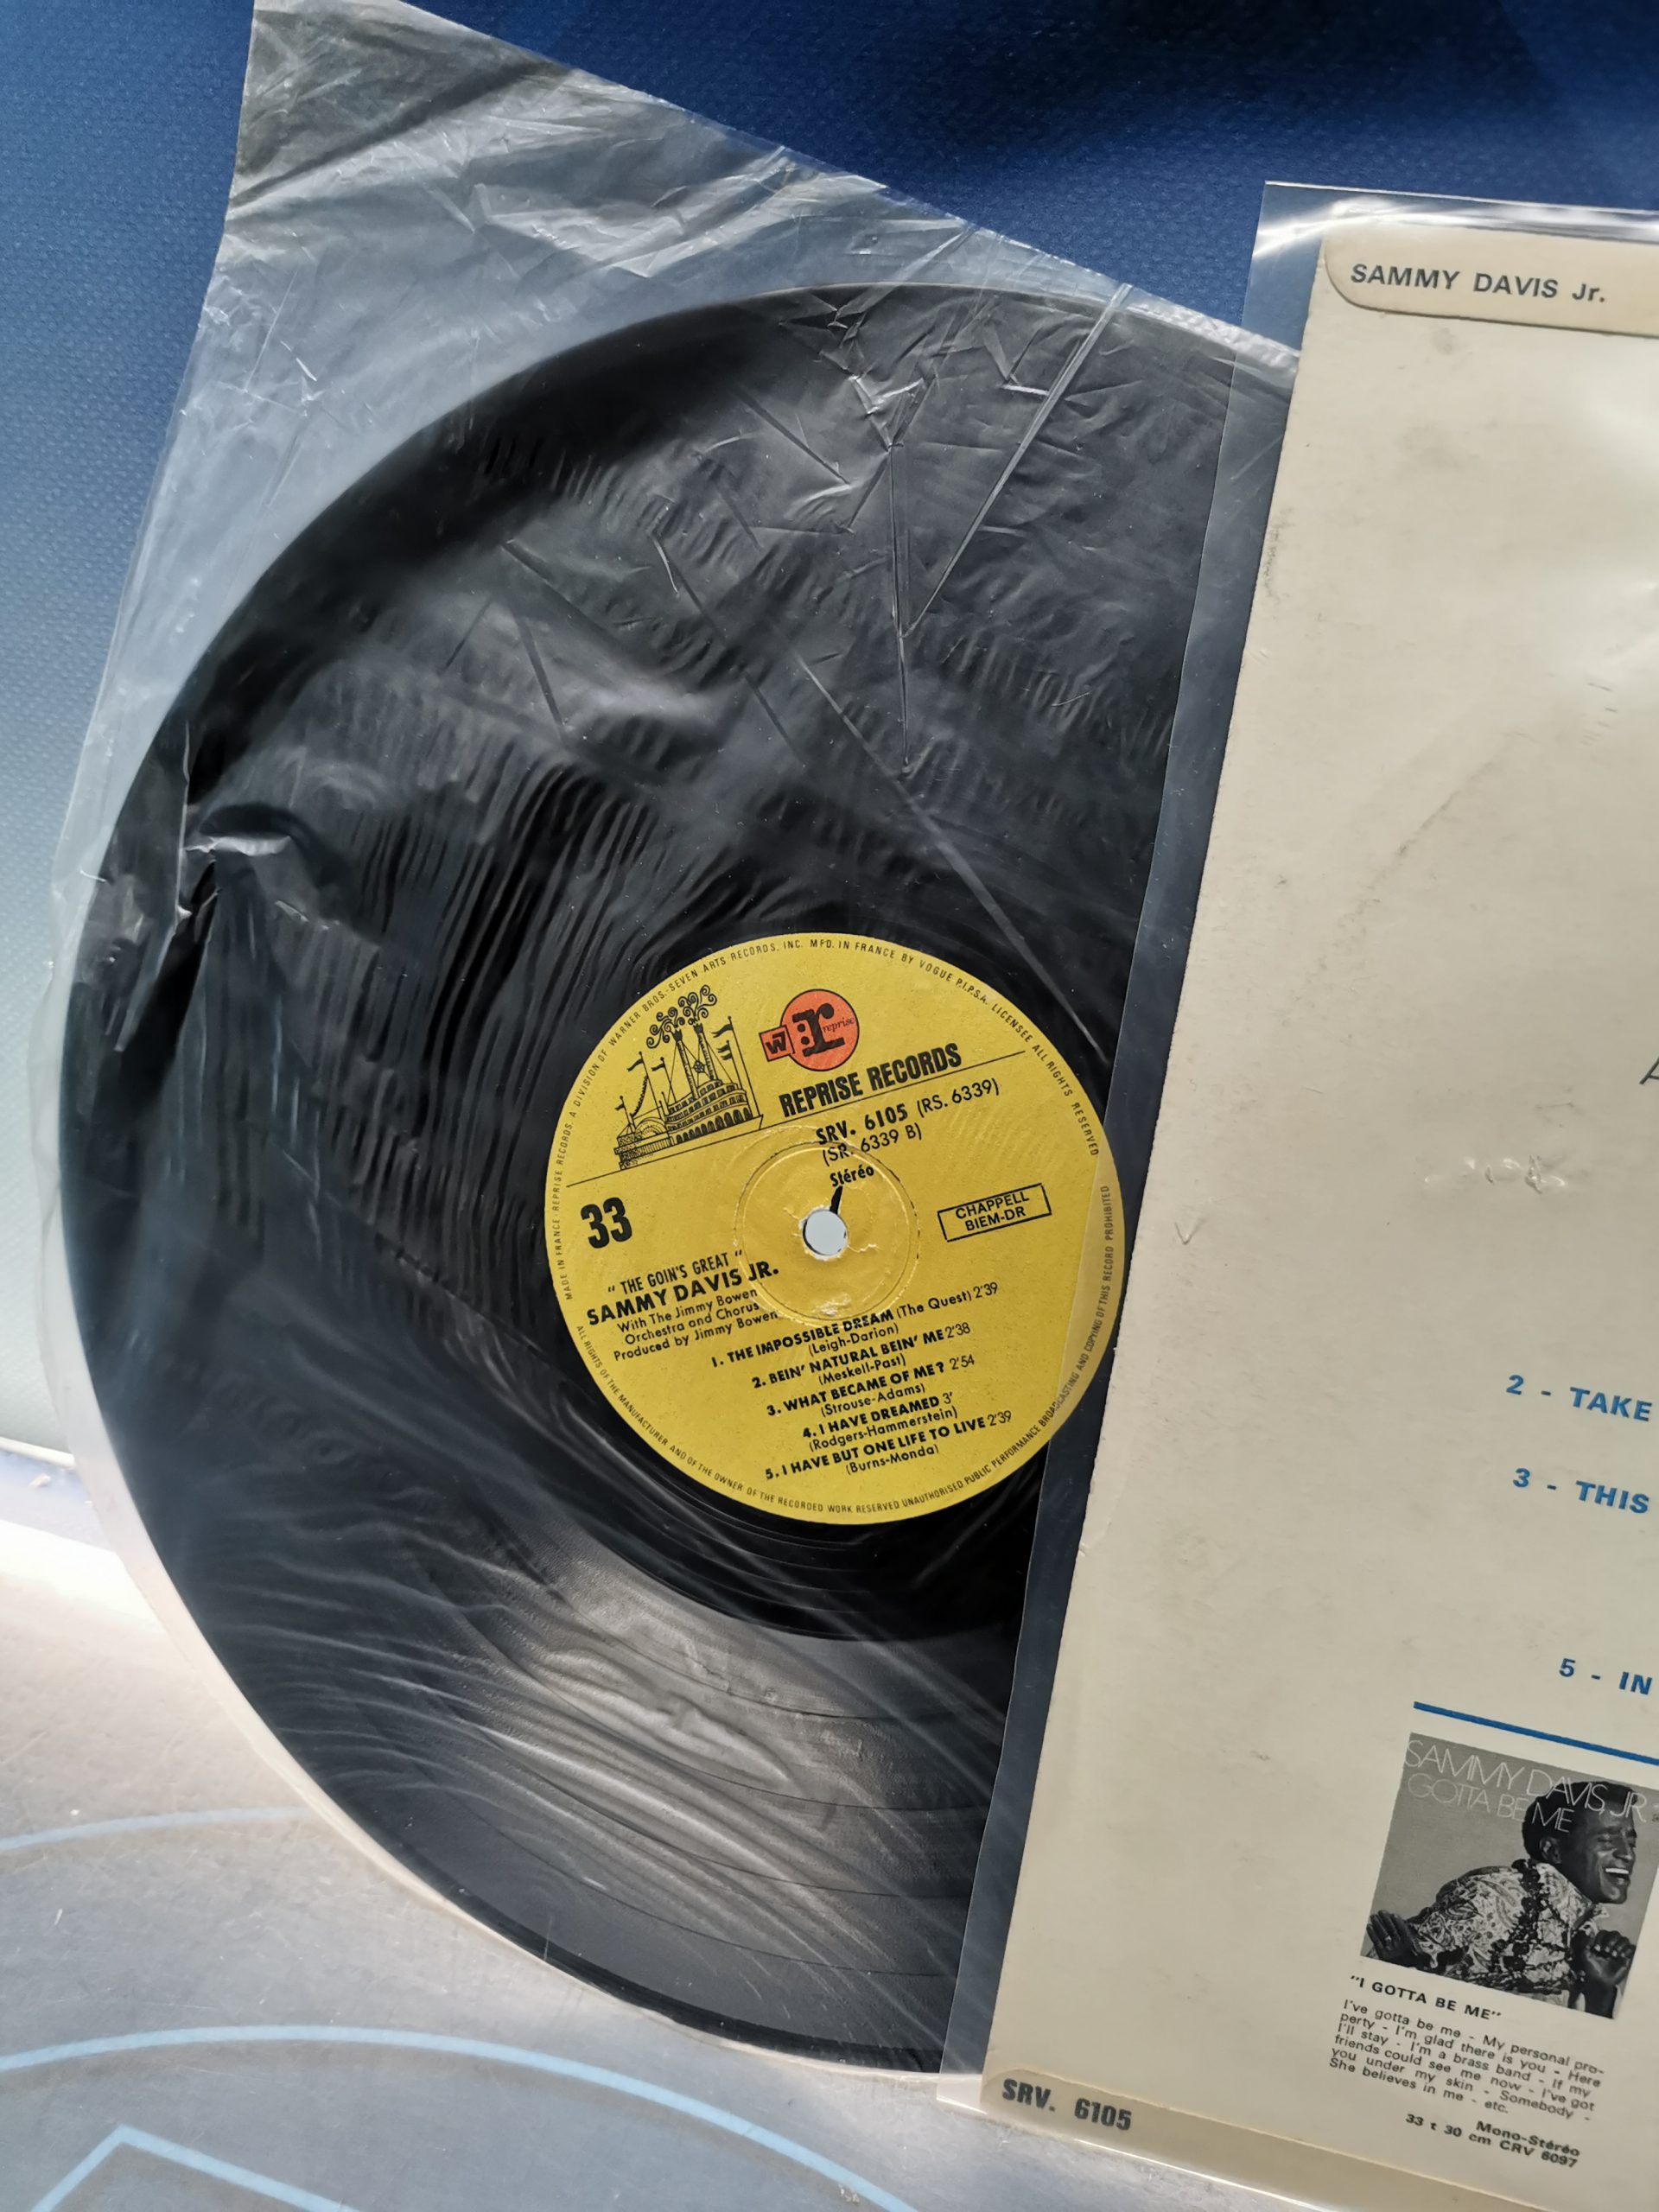 MADE IN FRANCE · REPRISE RECORDS, A DIVISION OF WARNER BROS.-SEVEN ARTS RECORDS, INC. MFD. IN FRANCE BY VOGUE P.I.P.S.A. LICENSEE ALL RIGHTS RESERVED
W
B
r
reprise
REPRISE RECORDS
SRV. 6105 (RS. 6339)
(SR. 6339 B)
Stéréo
33
CHAPPELL
BIEM-DR
" THE GOIN'S GREAT "
SAMMY DAVIS JR.
With The Jimmy Bowen
Orchestra and Chorus
Produced by Jimmy Bowen
1. THE IMPOSSIBLE DREAM (The Quest) 2'39
(Leigh-Darion)
2. BEIN' NATURAL BEIN' ME 2'38
(Meskell-Past)
3. WHAT BECAME OF ME? 2'54
(Strouse-Adams)
4. I HAVE DREAMED 3'
(Rodgers-Hammerstein)
5. I HAVE BUT ONE LIFE TO LIVE 2'39
(Burns-Monda)
ALL RIGHTS OF THE MANUFACTURER AND OF THE OWNER OF THE RECORDED WORK RESERVED UNAUTHORISED PUBLIC PERFORMANCE BROADCASTING AND COPYING OF THIS RECORD PROHIBITED
SAMMY DAVIS Jr.
2 - TAKE
3 - THIS
5 - IN
SAMMY DAVIS, JR.
GOTTA BE ME
"I GOTTA BE ME"
I've gotta be me - My personal pro-
perty - I'm glad there is you - Here
I'll stay - I'm a brass band - If my
friends could see me now - I've got
you under my skin - Somebody -
She believes in me - etc.
Mono-Stéréo
33 t 30 cm CRV 6097
SRV. 6105